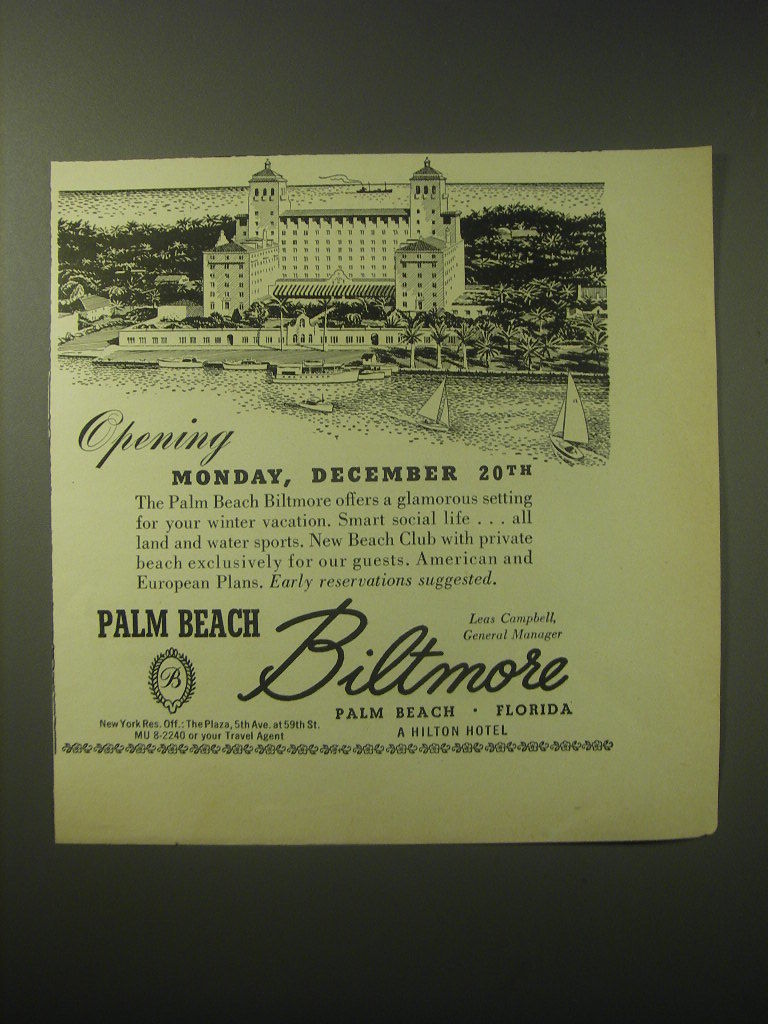 Opening
MONDAY, DECEMBER 20TH
The Palm Beach Biltmore offers a glamorous setting
for your winter vacation. Smart social life . . . all
land and water sports. New Beach Club with private
beach exclusively for our guests. American and
European Plans. Early reservations suggested.
PALM BEACH
Biltmore
Leas Campbell,
General Manager
B
PALM BEACH · FLORIDA
A HILTON HOTEL
New York Res. Off.: The Plaza, 5th Ave. at 59th St.
MU 8-2240 or your Travel Agent